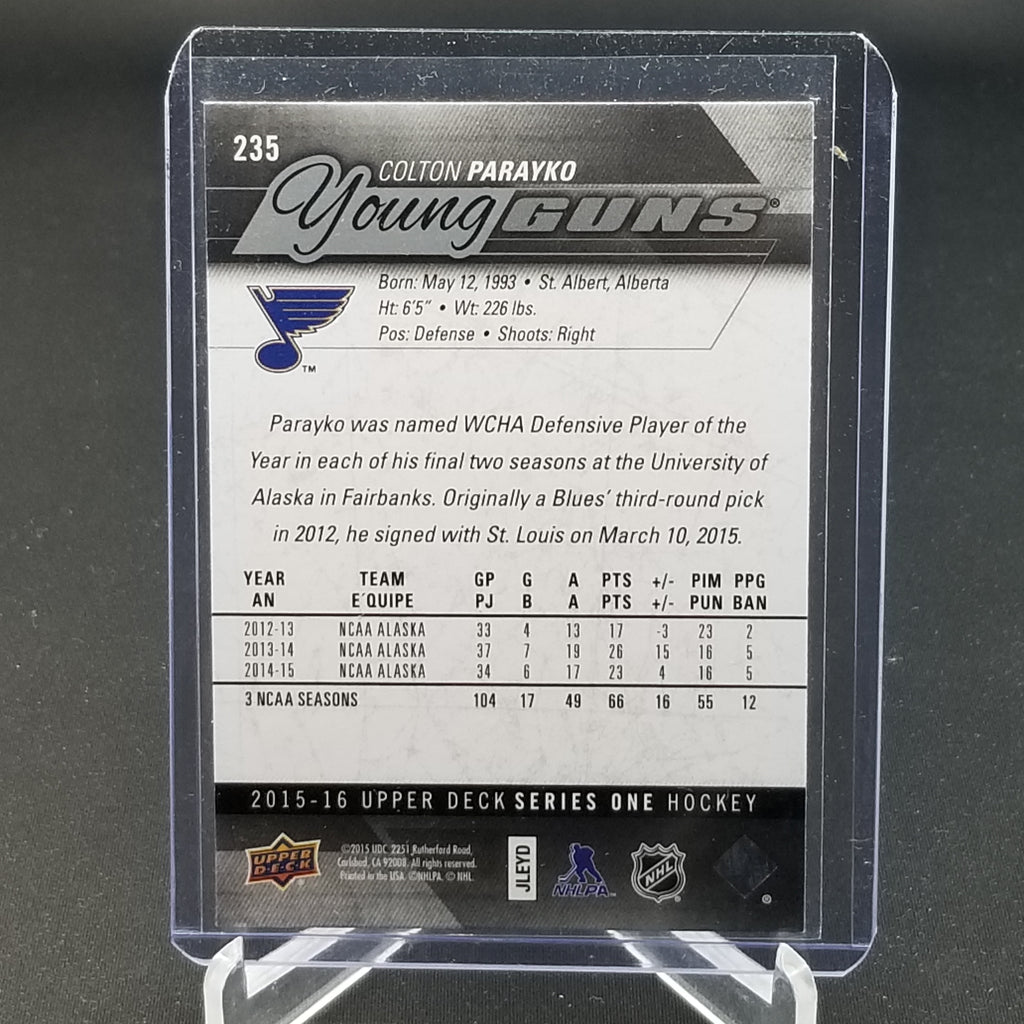 235
COLTON PARAYKO
Young GUNS®
Born: May 12, 1993 • St. Albert, Alberta
Ht: 6'5" • Wt: 226 lbs.
Pos: Defense • Shoots: Right
TM
Parayko was named WCHA Defensive Player of the
Year in each of his final two seasons at the University of
Alaska in Fairbanks. Originally a Blues' third-round pick
in 2012, he signed with St. Louis on March 10, 2015.
YEAR TEAM GP G A PTS +/- PIM PPG
AN E´QUIPE PJ B A PTS +/- PUN BAN
2012-13 NCAA ALASKA 33 4 13 17 -3 23 2
2013-14 NCAA ALASKA 37 7 19 26 15 16 5
2014-15 NCAA ALASKA 34 6 17 23 4 16 5
3 NCAA SEASONS 104 17 49 66 16 55 12
2015-16 UPPER DECK SERIES ONE HOCKEY
UPPER
DECK
©2015 UDC 2251 Rutherford Road,
Carlsbad, CA 92008. All rights reserved.
Printed in the USA. ©NHLPA. © NHL.
JLEYD
NHLPA
NHL
®